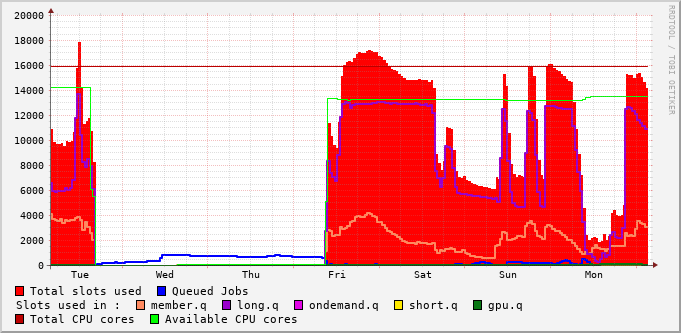 20000
18000
16000
14000
12000
10000
8000
6000
4000
2000
0
Tue Wed Thu Fri Sat Sun Mon
RRDTOOL / TOBI OETIKER
Total slots used Queued Jobs
Slots used in : member.q long.q ondemand.q short.q gpu.q
Total CPU cores Available CPU cores